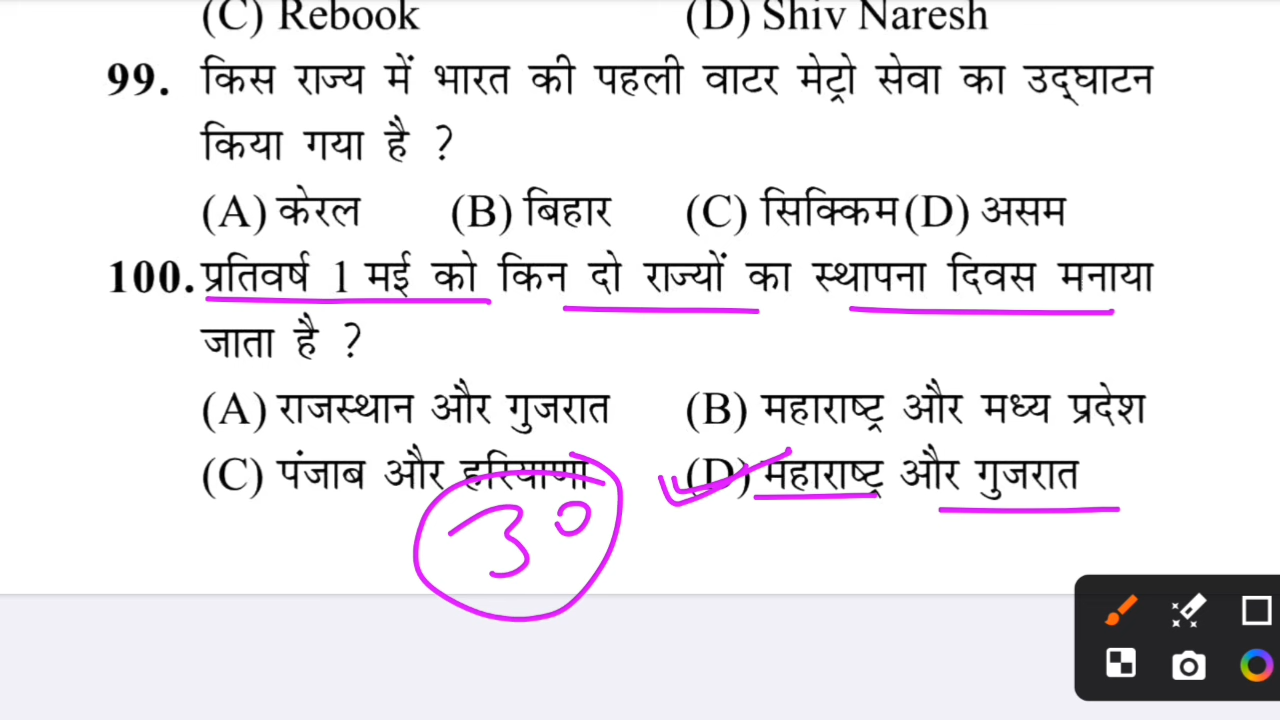 (C) Rebook (D) Shiv Naresh
99. किस राज्य में भारत की पहली वाटर मेट्रो सेवा का उद्घाटन
किया गया है ?
(A) केरल (B) बिहार (C) सिक्किम (D) असम
100. प्रतिवर्ष 1 मई को किन दो राज्यों का स्थापना दिवस मनाया
जाता है ?
(A) राजस्थान और गुजरात (B) महाराष्ट्र और मध्य प्रदेश
(C) पंजाब और हरियाणा (D) महाराष्ट्र और गुजरात
30